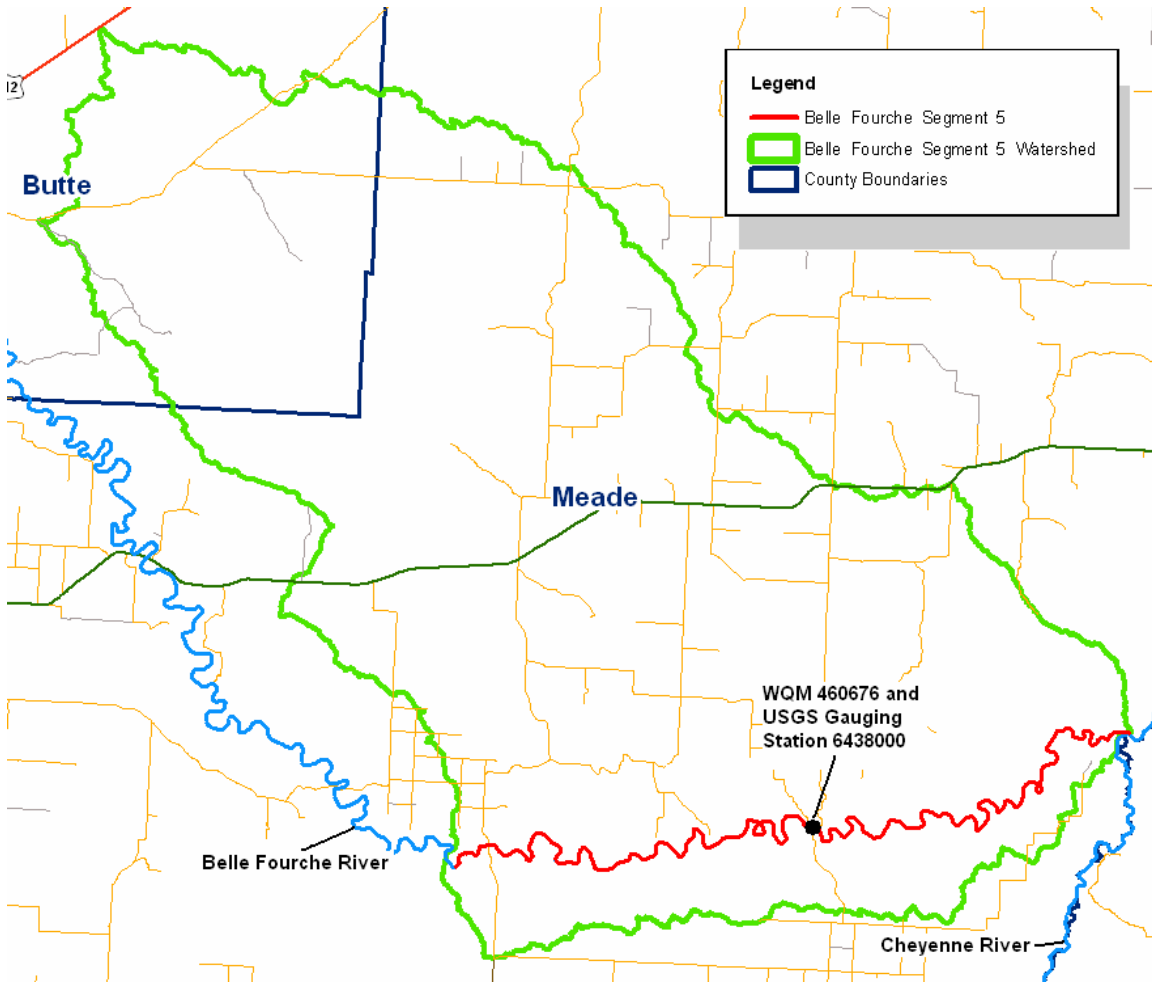 12
Butte
Legend
Belle Fourche Segment 5
Belle Fourche Segment 5 Watershed
County Boundaries
Meade
WQM 460676 and
USGS Gauging
Station 6438000
Belle Fourche River
Cheyenne River